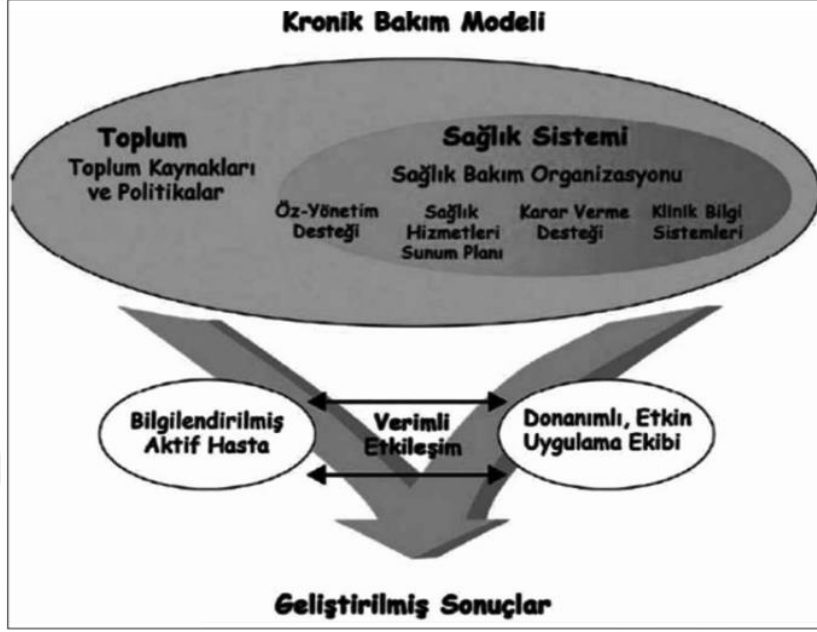 Kronik Bakım Modeli
Toplum
Toplum Kaynakları
ve Politikalar
Sağlık Sistemi
Sağlık Bakım Organizasyonu
Öz-Yönetim
Desteği
Sağlık
Hizmetleri
Sunum Planı
Karar Verme
Desteği
Klinik Bilgi
Sistemleri
Bilgilendirilmiş
Aktif Hasta
Verimli
Etkileşim
Donanımlı, Etkin
Uygulama Ekibi
Geliştirilmiş Sonuçlar